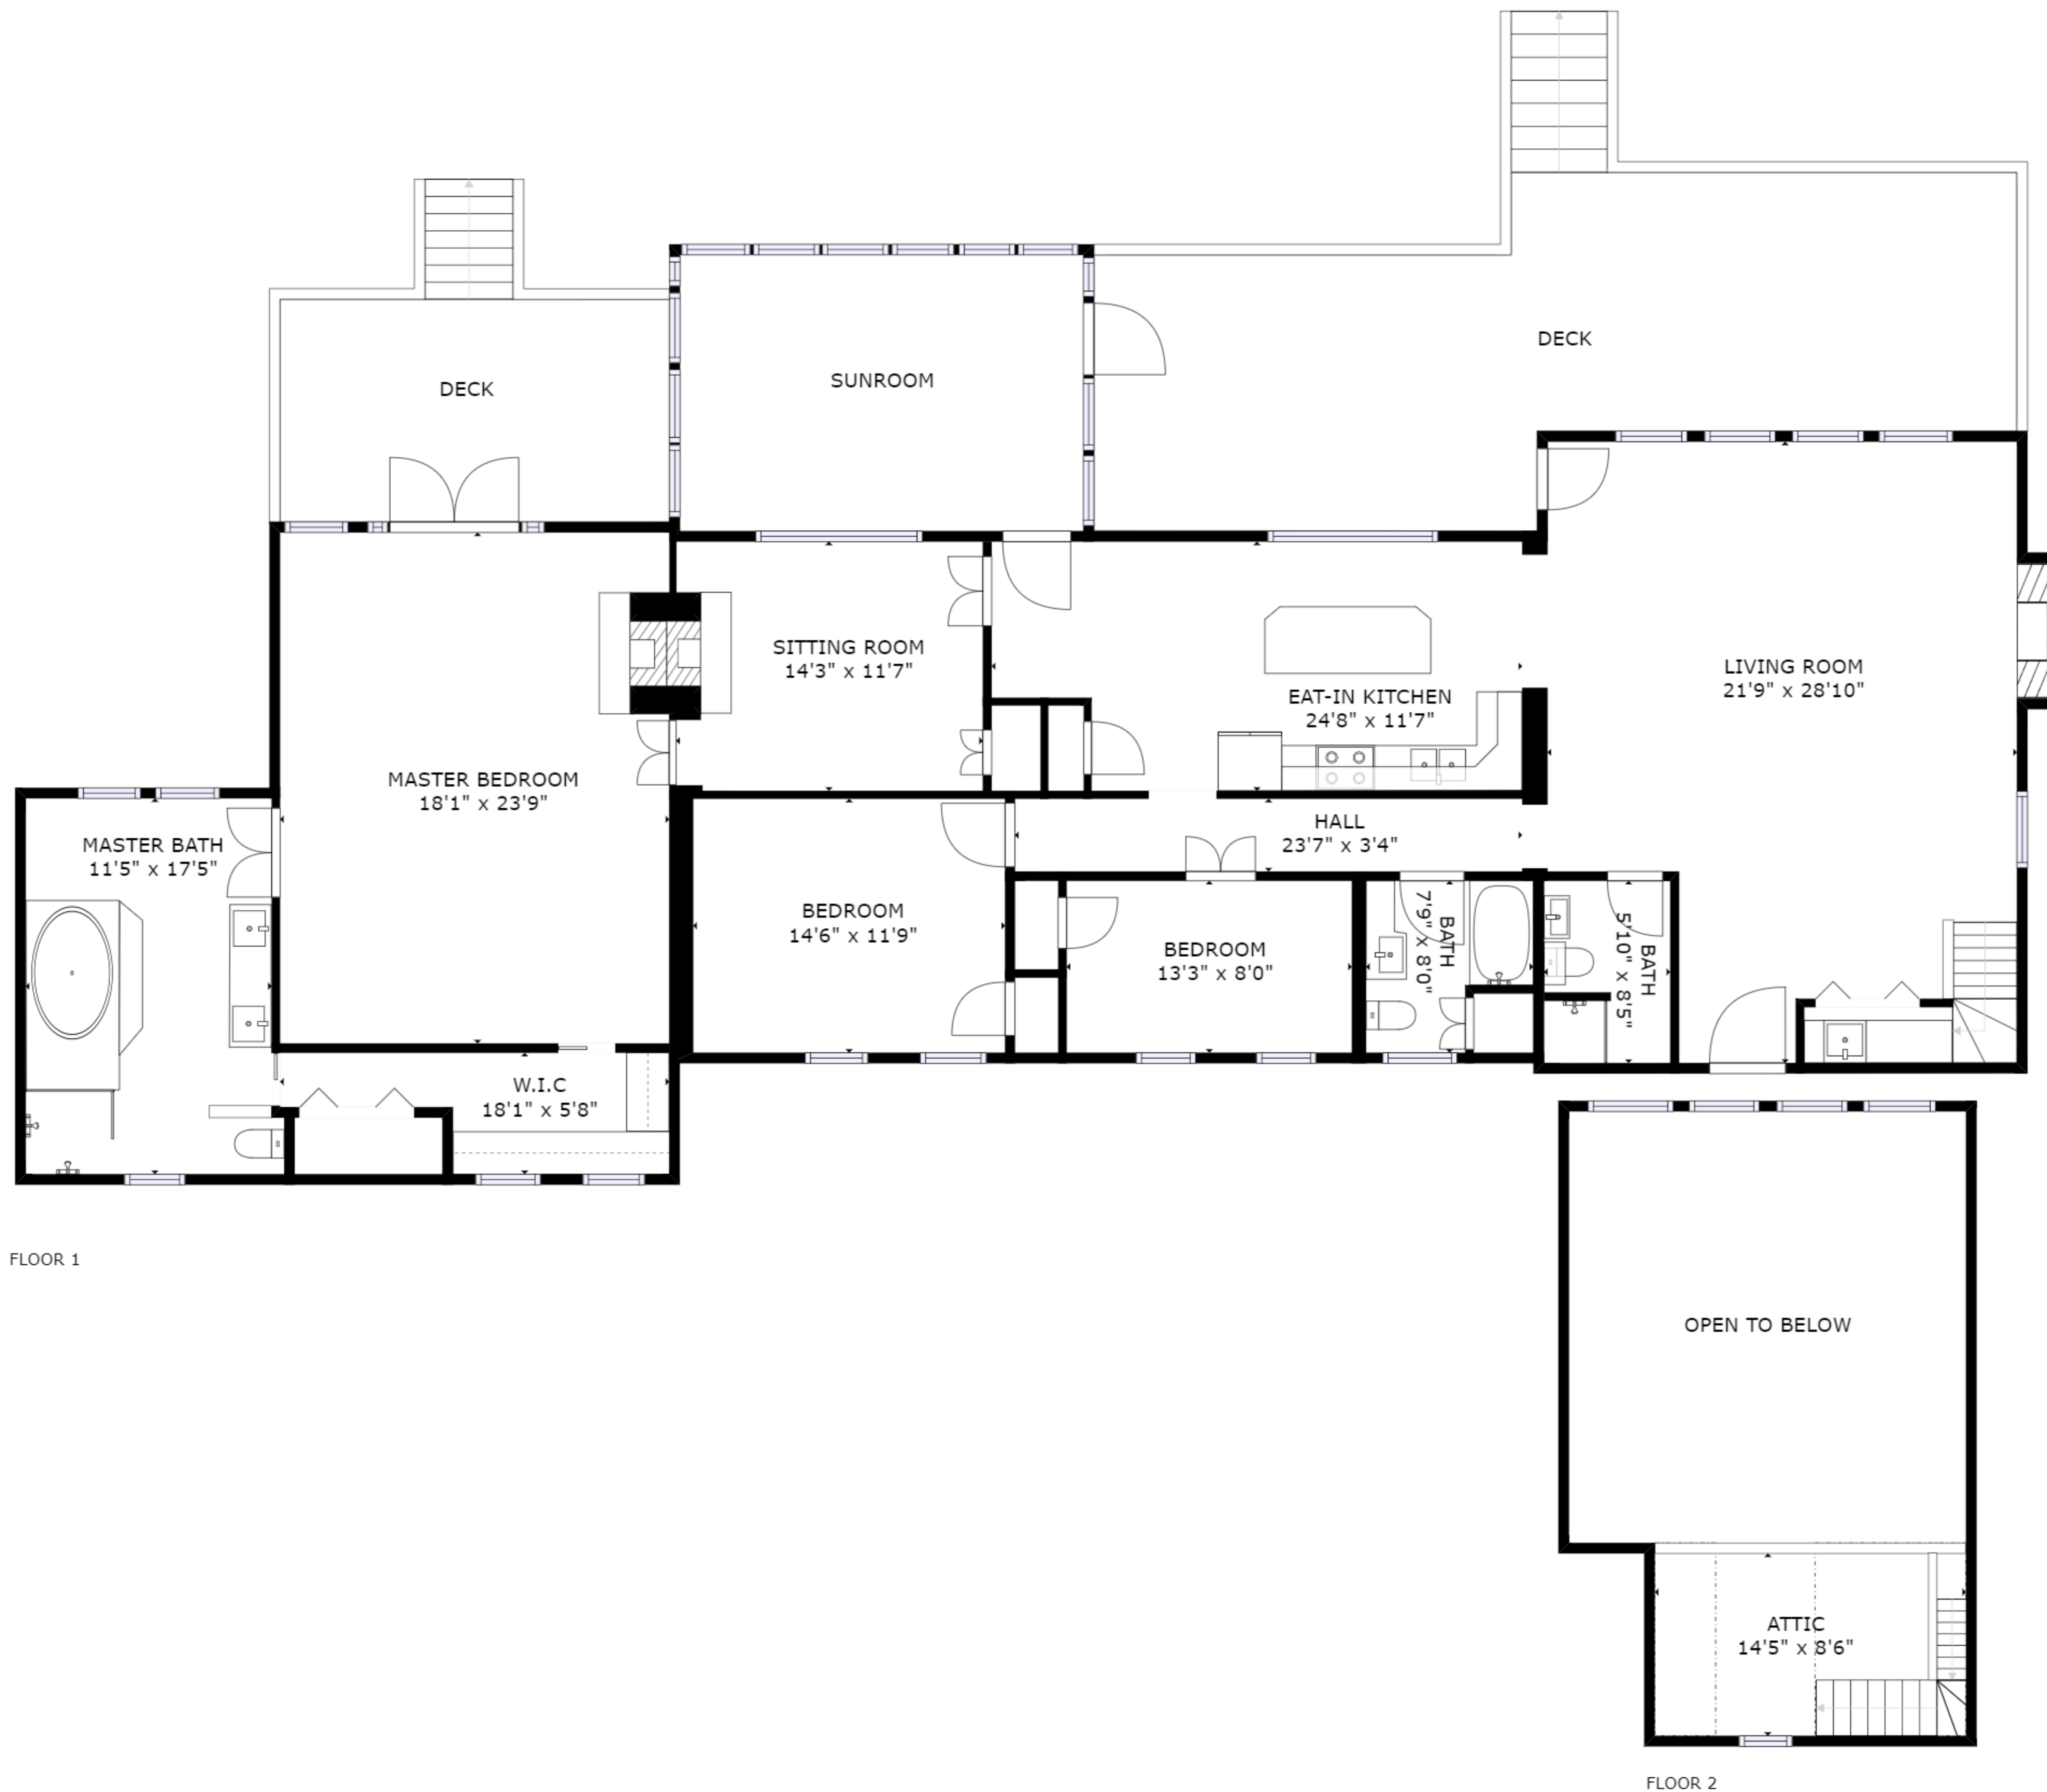 DECK
SUNROOM
DECK
SITTING ROOM
14'3" x 11'7"
EAT-IN KITCHEN
24'8" x 11'7"
LIVING ROOM
21'9" x 28'10"
MASTER BEDROOM
18'1" x 23'9"
MASTER BATH
11'5" x 17'5"
HALL
23'7" x 3'4"
BEDROOM
14'6" x 11'9"
BEDROOM
13'3" x 8'0"
BATH
7'9" x 8'0"
BATH
5'10" x 8'5"
W.I.C
18'1" x 5'8"
FLOOR 1
OPEN TO BELOW
ATTIC
14'5" x 8'6"
FLOOR 2